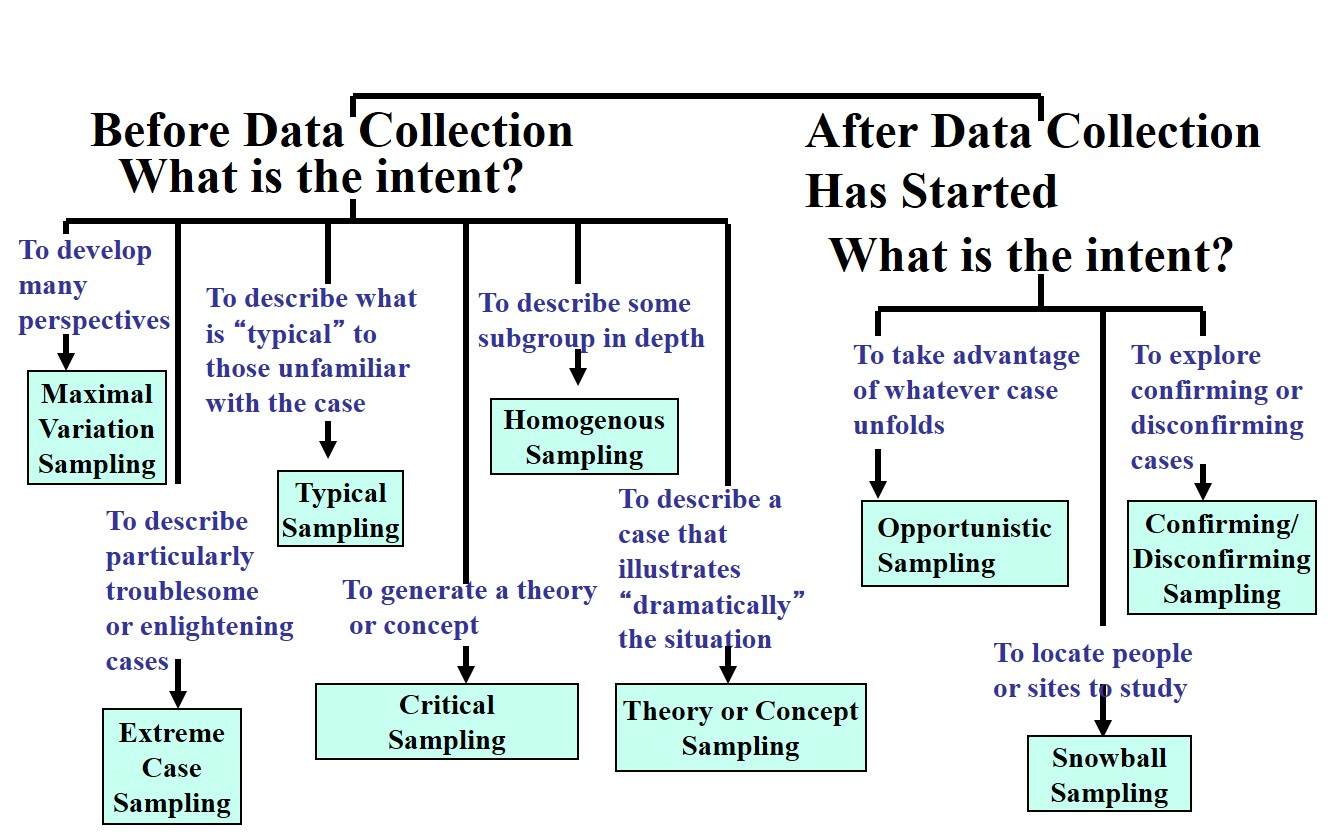 Before Data Collection
What is the intent?
To develop
many
perspectives
Maximal
Variation
Sampling
To describe
particularly
troublesome
or enlightening
cases
Extreme
Case
Sampling
To describe what
is “typical” to
those unfamiliar
with the case
Typical
Sampling
To generate a theory
or concept
Critical
Sampling
To describe some
subgroup in depth
Homogenous
Sampling
To describe a
case that
illustrates
“dramatically”
the situation
Theory or Concept
Sampling
After Data Collection
Has Started
What is the intent?
To take advantage
of whatever case
unfolds
Opportunistic
Sampling
To locate people
or sites to study
Snowball
Sampling
To explore
confirming or
disconfirming
cases
Confirming/
Disconfirming
Sampling